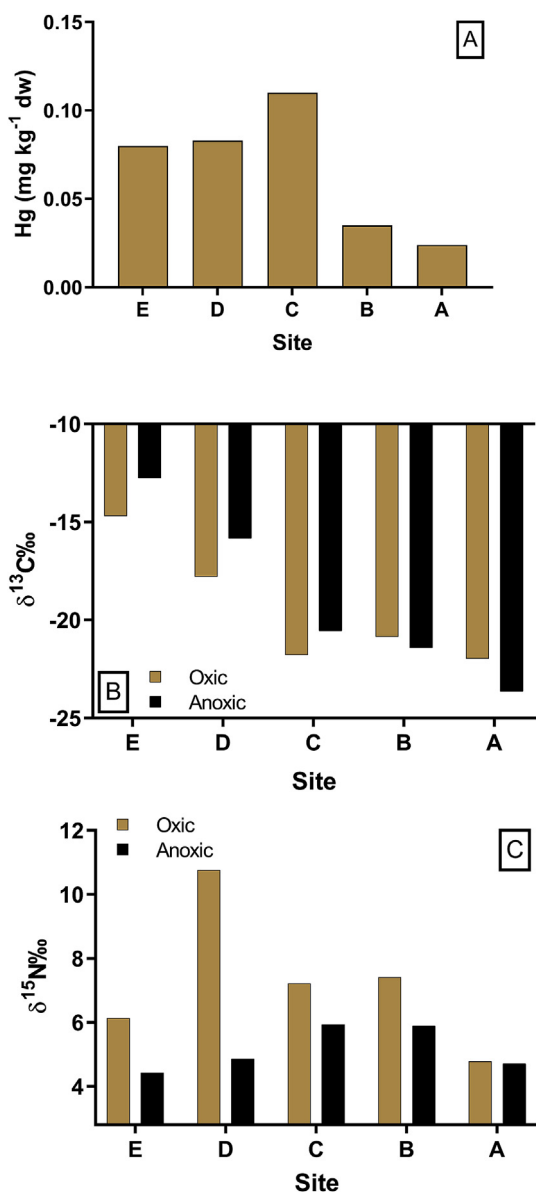 0.15
A
0.10
0.05
0.00
Hg (mg kg⁻¹ dw)
E D C B A
Site
-10
-15
-20
-25
δ¹³C‰
B
Oxic
Anoxic
E D C B A
Site
12
10
8
6
4
δ¹⁵N‰
Oxic
Anoxic
C
E D C B A
Site